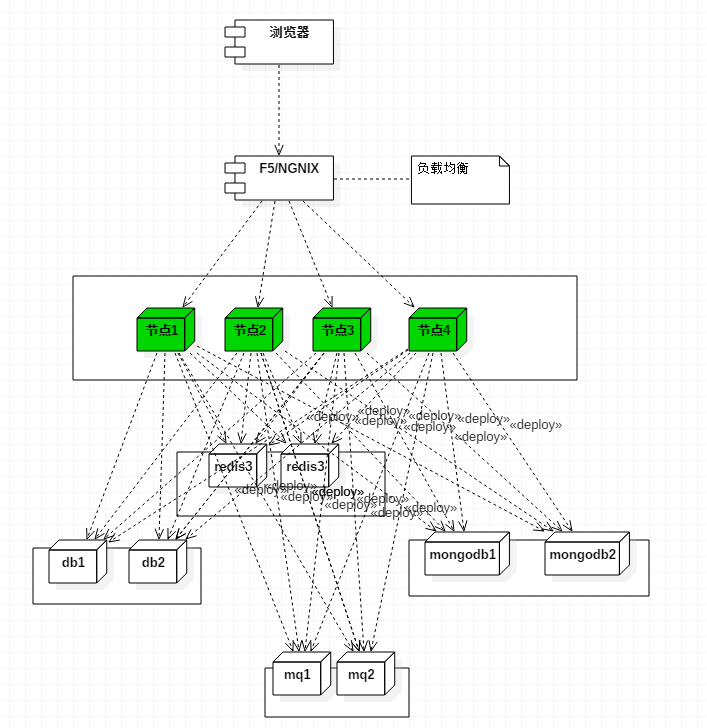 浏览器
F5/NGNIX
负载均衡
节点1
节点2
节点3
节点4
«deploy»
«deploy»
«deploy»
«deploy»
«deploy»
«deploy»
«deploy»
«deploy»
redis3
redis3
«deploy»
«deploy»
«deploy»
«deploy»
«deploy»
«deploy»
«deploy»
«deploy»
db1
db2
mongodb1
mongodb2
mq1
mq2